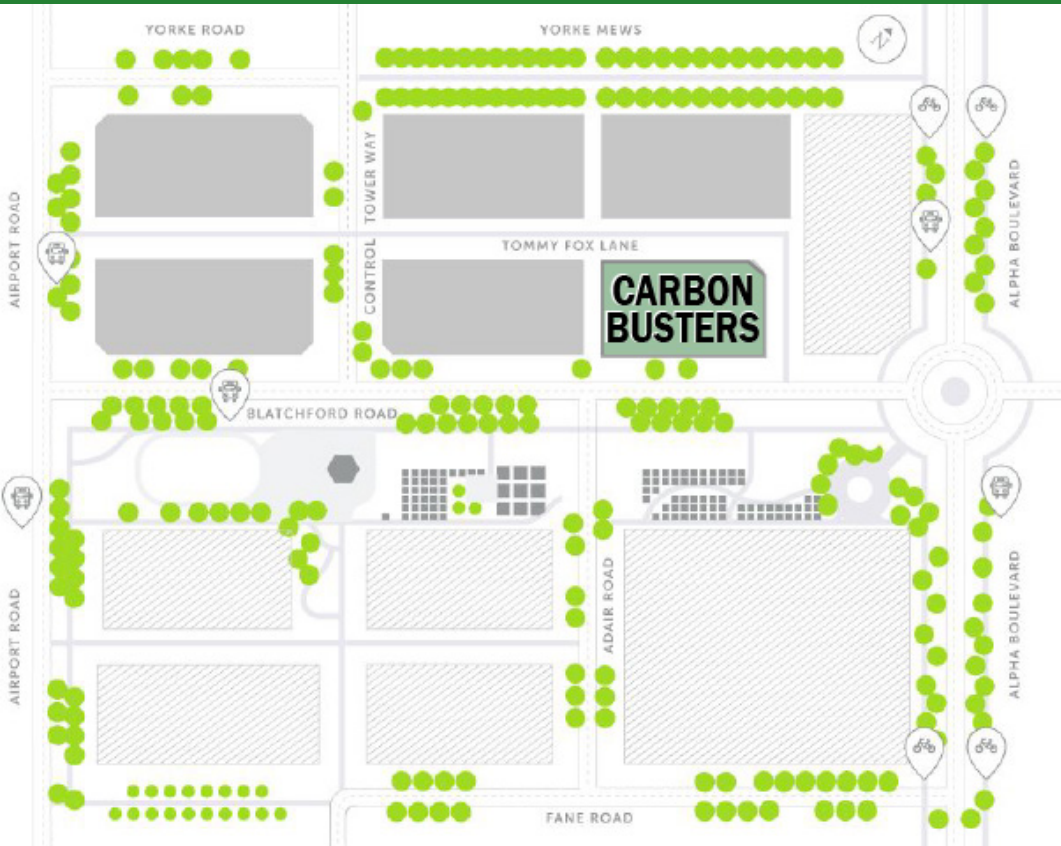 YORKE ROAD
YORKE MEWS
N
CONTROL TOWER WAY
AIRPORT ROAD
ALPHA BOULEVARD
TOMMY FOX LANE
CARBON
BUSTERS
BLATCHFORD ROAD
ADAIR ROAD
AIRPORT ROAD
ALPHA BOULEVARD
FANE ROAD